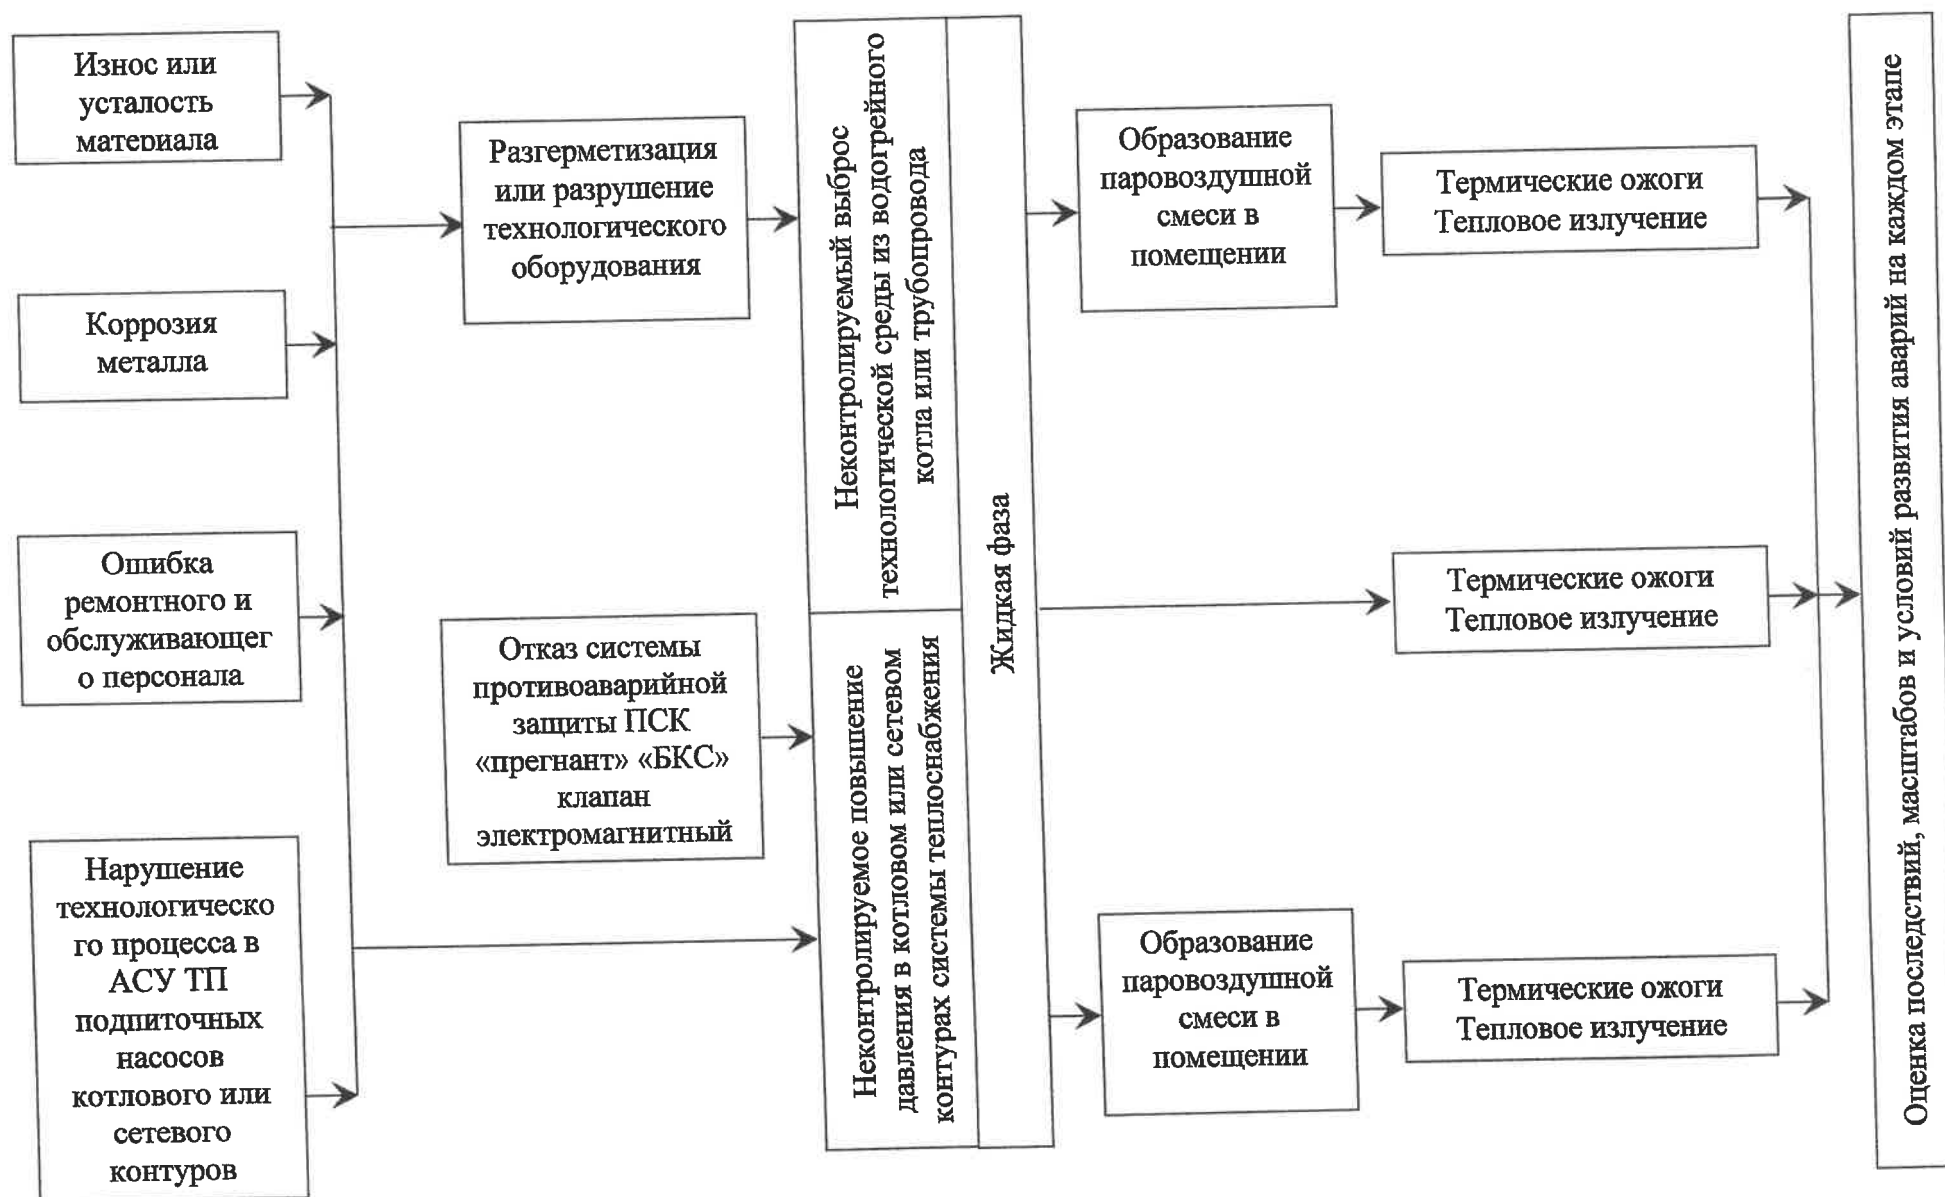 Износ или
усталость
материала
Коррозия
металла
Ошибка
ремонтного и
обслуживающег
о персонала
Нарушение
технологическо
го процесса в
АСУ ТП
подпиточных
насосов
котлового или
сетевого
контуров
Разгерметизация
или разрушение
технологического
оборудования
Отказ системы
противоаварийной
защиты ПСК
«прегнант» «БКС»
клапан
электромагнитный
Неконтролируемый выброс
технологической среды из водогрейного
котла или трубопровода
Неконтролируемое повышение
давления в котловом или сетевом
контурах системы теплоснабжения
Жидкая фаза
Образование
паровоздушной
смеси в
помещении
Термические ожоги
Тепловое излучение
Термические ожоги
Тепловое излучение
Образование
паровоздушной
смеси в
помещении
Термические ожоги
Тепловое излучение
Оценка последствий, масштабов и условий развития аварий на каждом этапе